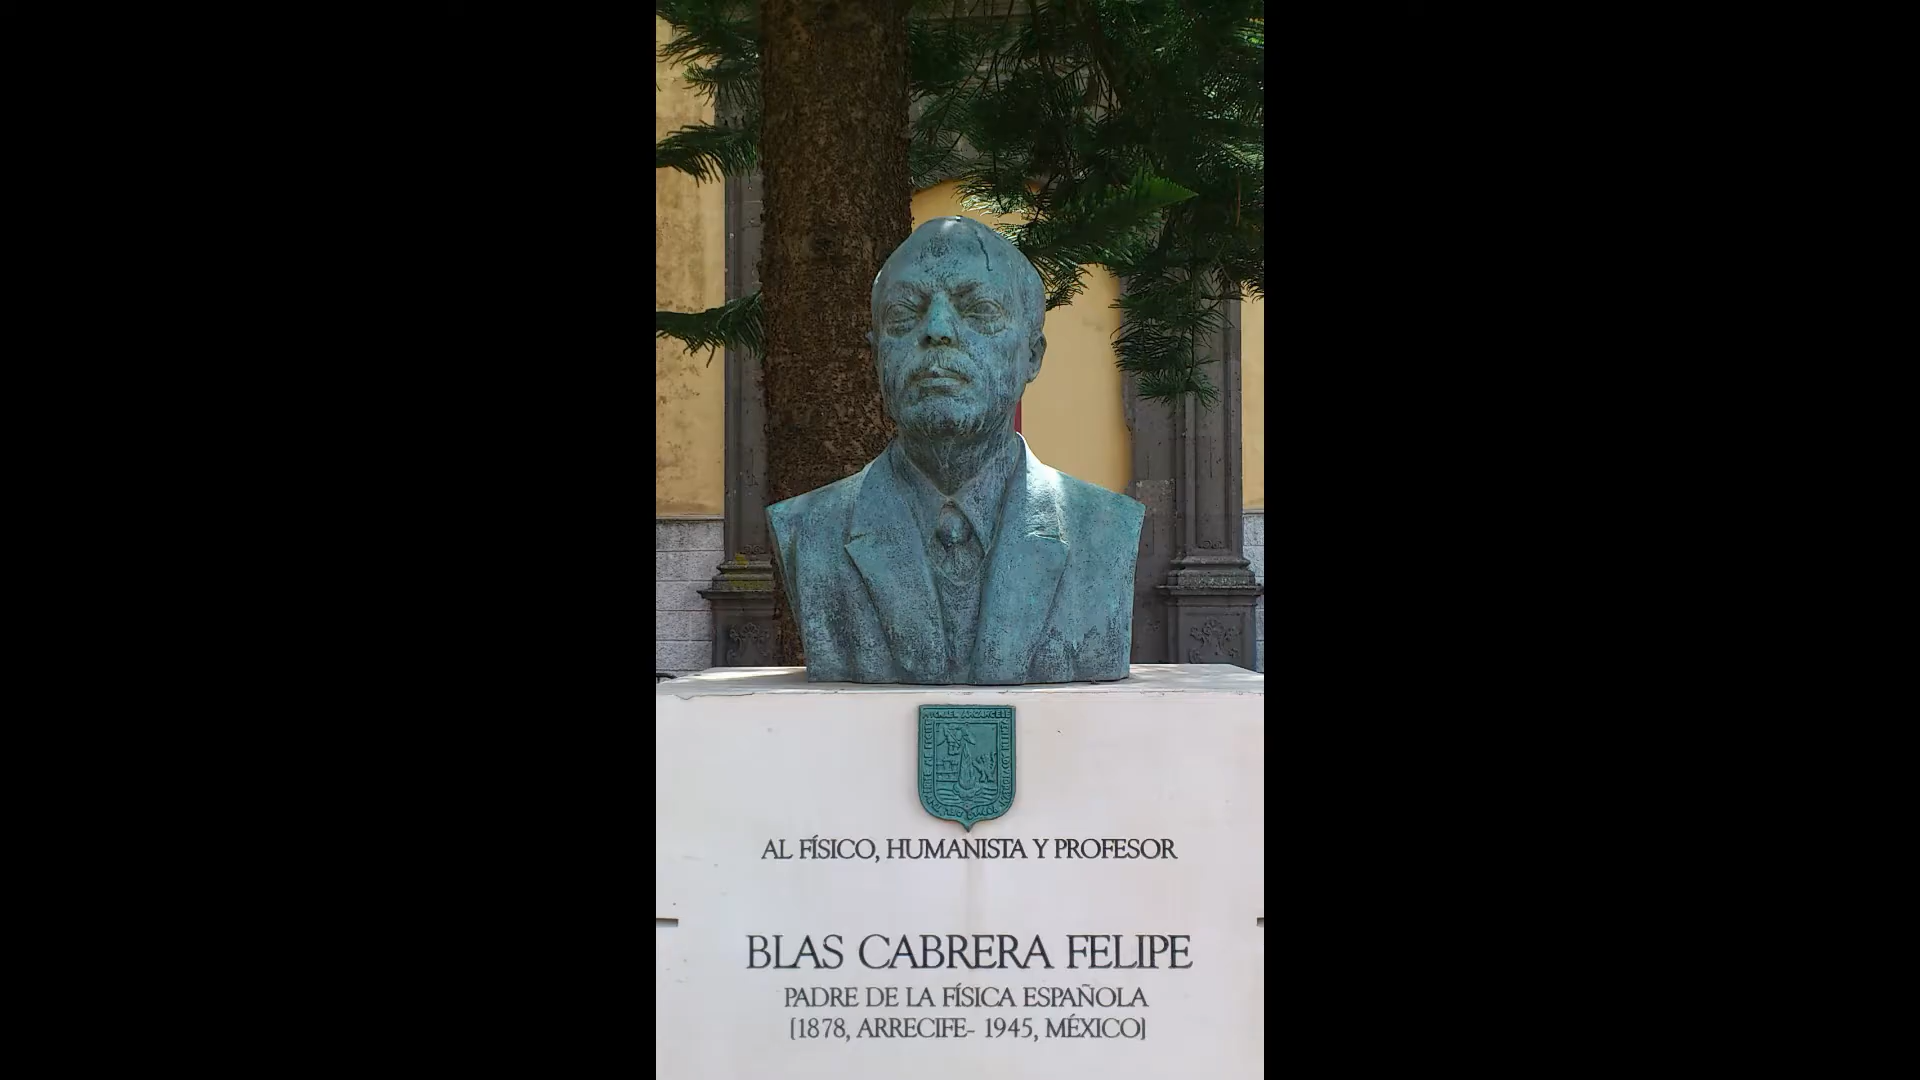 AL FÍSICO, HUMANISTA Y PROFESOR
BLAS CABRERA FELIPE
PADRE DE LA FÍSICA ESPAÑOLA
(1878, ARRECIFE- 1945, MÉXICO)